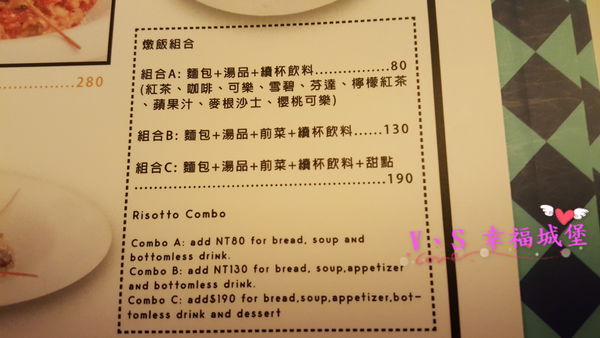 280
燉飯組合
組合A: 麵包+湯品+續杯飲料...............80
(紅茶、咖啡、可樂、雪碧、芬達、檸檬紅茶
、蘋果汁、麥根沙士、櫻桃可樂)
組合B: 麵包+湯品+前菜+續杯飲料......130
組合C: 麵包+湯品+前菜+續杯飲料+甜點
.................................................190
Risotto Combo
Combo A: add NT80 for bread, soup and
bottomless drink.
Combo B: add NT130 for bread, soup,appetizer
and bottomless drink.
Combo C: add$190 for bread,soup,appetizer,bot-
tomless drink and dessert
V、S 幸福城堡